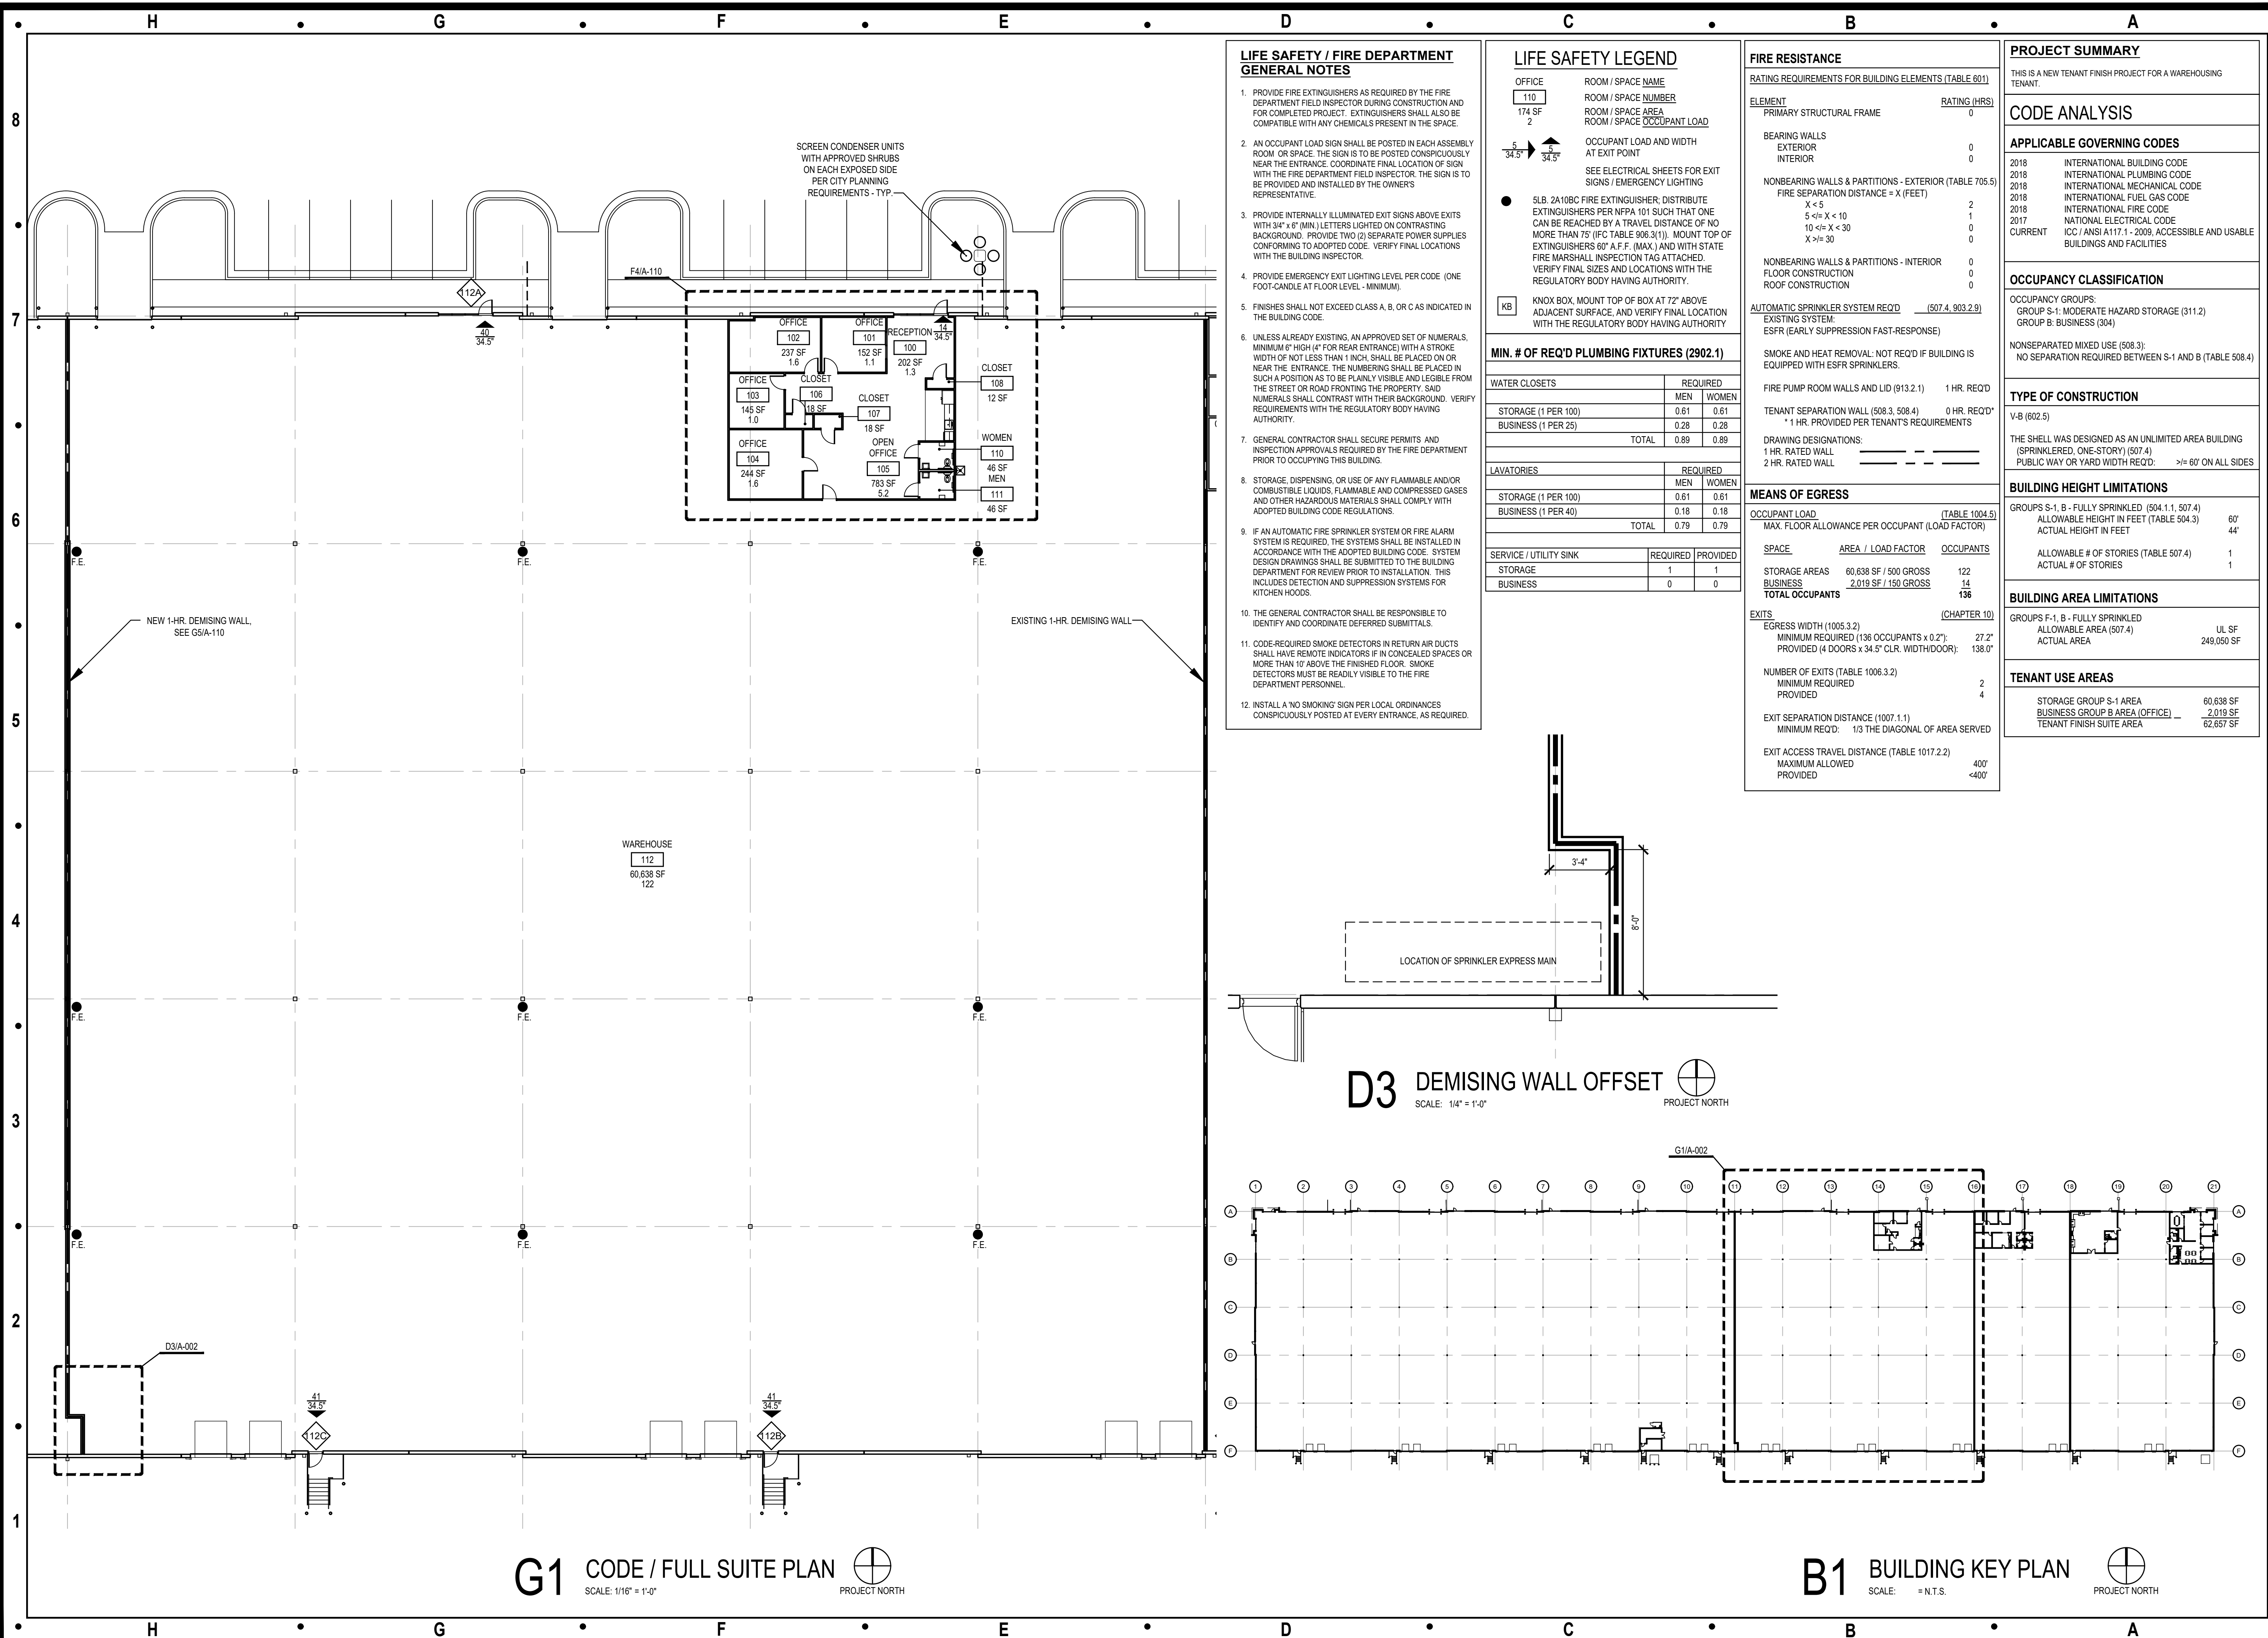 H G F E D C B A
8
7
6
5
4
3
2
1
SCREEN CONDENSER UNITS
WITH APPROVED SHRUBS
ON EACH EXPOSED SIDE
PER CITY PLANNING
REQUIREMENTS - TYP.
F4/A-110
112A
40
34.5"
14
34.5"
OFFICE
102
237 SF
1.6
OFFICE
101
152 SF
1.1
RECEPTION
100
202 SF
1.3
CLOSET
108
12 SF
OFFICE
103
145 SF
1.0
CLOSET
106
18 SF
CLOSET
107
18 SF
OFFICE
104
244 SF
1.6
OPEN
OFFICE
105
783 SF
5.2
WOMEN
110
46 SF
MEN
111
46 SF
F.E.
F.E.
F.E.
NEW 1-HR. DEMISING WALL,
SEE G5/A-110
EXISTING 1-HR. DEMISING WALL
WAREHOUSE
112
60,638 SF
122
F.E.
F.E.
F.E.
F.E.
F.E.
F.E.
D3/A-002
41
34.5"
112C
41
34.5"
112B
G1 CODE / FULL SUITE PLAN
SCALE: 1/16" = 1'-0"
PROJECT NORTH
LIFE SAFETY / FIRE DEPARTMENT
GENERAL NOTES
1. PROVIDE FIRE EXTINGUISHERS AS REQUIRED BY THE FIRE
DEPARTMENT FIELD INSPECTOR DURING CONSTRUCTION AND
FOR COMPLETED PROJECT. EXTINGUISHERS SHALL ALSO BE
COMPATIBLE WITH ANY CHEMICALS PRESENT IN THE SPACE.
2. AN OCCUPANT LOAD SIGN SHALL BE POSTED IN EACH ASSEMBLY
ROOM OR SPACE. THE SIGN IS TO BE POSTED CONSPICUOUSLY
NEAR THE ENTRANCE. COORDINATE FINAL LOCATION OF SIGN
WITH THE FIRE DEPARTMENT FIELD INSPECTOR. THE SIGN IS TO
BE PROVIDED AND INSTALLED BY THE OWNER'S
REPRESENTATIVE.
3. PROVIDE INTERNALLY ILLUMINATED EXIT SIGNS ABOVE EXITS
WITH 3/4" x 6" (MIN.) LETTERS LIGHTED ON CONTRASTING
BACKGROUND. PROVIDE TWO (2) SEPARATE POWER SUPPLIES
CONFORMING TO ADOPTED CODE. VERIFY FINAL LOCATIONS
WITH THE BUILDING INSPECTOR.
4. PROVIDE EMERGENCY EXIT LIGHTING LEVEL PER CODE (ONE
FOOT-CANDLE AT FLOOR LEVEL - MINIMUM).
5. FINISHES SHALL NOT EXCEED CLASS A, B, OR C AS INDICATED IN
THE BUILDING CODE.
6. UNLESS ALREADY EXISTING, AN APPROVED SET OF NUMERALS,
MINIMUM 6" HIGH (4" FOR REAR ENTRANCE) WITH A STROKE
WIDTH OF NOT LESS THAN 1 INCH, SHALL BE PLACED ON OR
NEAR THE ENTRANCE. THE NUMBERING SHALL BE PLACED IN
SUCH A POSITION AS TO BE PLAINLY VISIBLE AND LEGIBLE FROM
THE STREET OR ROAD FRONTING THE PROPERTY. SAID
NUMERALS SHALL CONTRAST WITH THEIR BACKGROUND. VERIFY
REQUIREMENTS WITH THE REGULATORY BODY HAVING
AUTHORITY.
7. GENERAL CONTRACTOR SHALL SECURE PERMITS AND
INSPECTION APPROVALS REQUIRED BY THE FIRE DEPARTMENT
PRIOR TO OCCUPYING THIS BUILDING.
8. STORAGE, DISPENSING, OR USE OF ANY FLAMMABLE AND/OR
COMBUSTIBLE LIQUIDS, FLAMMABLE AND COMPRESSED GASES
AND OTHER HAZARDOUS MATERIALS SHALL COMPLY WITH
ADOPTED BUILDING CODE REGULATIONS.
9. IF AN AUTOMATIC FIRE SPRINKLER SYSTEM OR FIRE ALARM
SYSTEM IS REQUIRED, THE SYSTEMS SHALL BE INSTALLED IN
ACCORDANCE WITH THE ADOPTED BUILDING CODE. SYSTEM
DESIGN DRAWINGS SHALL BE SUBMITTED TO THE BUILDING
DEPARTMENT FOR REVIEW PRIOR TO INSTALLATION. THIS
INCLUDES DETECTION AND SUPPRESSION SYSTEMS FOR
KITCHEN HOODS.
10. THE GENERAL CONTRACTOR SHALL BE RESPONSIBLE TO
IDENTIFY AND COORDINATE DEFERRED SUBMITTALS.
11. CODE-REQUIRED SMOKE DETECTORS IN RETURN AIR DUCTS
SHALL HAVE REMOTE INDICATORS IF IN CONCEALED SPACES OR
MORE THAN 10' ABOVE THE FINISHED FLOOR. SMOKE
DETECTORS MUST BE READILY VISIBLE TO THE FIRE
DEPARTMENT PERSONNEL.
12. INSTALL A 'NO SMOKING' SIGN PER LOCAL ORDINANCES
CONSPICUOUSLY POSTED AT EVERY ENTRANCE, AS REQUIRED.
LIFE SAFETY LEGEND
OFFICE ROOM / SPACE NAME
110 ROOM / SPACE NUMBER
174 SF ROOM / SPACE AREA
2 ROOM / SPACE OCCUPANT LOAD
5 5 OCCUPANT LOAD AND WIDTH
34.5" 34.5" AT EXIT POINT
SEE ELECTRICAL SHEETS FOR EXIT
SIGNS / EMERGENCY LIGHTING
5LB. 2A10BC FIRE EXTINGUISHER; DISTRIBUTE
EXTINGUISHERS PER NFPA 101 SUCH THAT ONE
CAN BE REACHED BY A TRAVEL DISTANCE OF NO
MORE THAN 75' (IFC TABLE 906.3(1)). MOUNT TOP OF
EXTINGUISHERS 60" A.F.F. (MAX.) AND WITH STATE
FIRE MARSHALL INSPECTION TAG ATTACHED.
VERIFY FINAL SIZES AND LOCATIONS WITH THE
REGULATORY BODY HAVING AUTHORITY.
KB KNOX BOX, MOUNT TOP OF BOX AT 72" ABOVE
ADJACENT SURFACE, AND VERIFY FINAL LOCATION
WITH THE REGULATORY BODY HAVING AUTHORITY
MIN. # OF REQ'D PLUMBING FIXTURES (2902.1)
WATER CLOSETS REQUIRED
MEN WOMEN
STORAGE (1 PER 100) 0.61 0.61
BUSINESS (1 PER 25) 0.28 0.28
TOTAL 0.89 0.89
LAVATORIES REQUIRED
MEN WOMEN
STORAGE (1 PER 100) 0.61 0.61
BUSINESS (1 PER 40) 0.18 0.18
TOTAL 0.79 0.79
SERVICE / UTILITY SINK REQUIRED PROVIDED
STORAGE 1 1
BUSINESS 0 0
FIRE RESISTANCE
RATING REQUIREMENTS FOR BUILDING ELEMENTS (TABLE 601)
ELEMENT RATING (HRS)
PRIMARY STRUCTURAL FRAME 0
BEARING WALLS
EXTERIOR 0
INTERIOR 0
NONBEARING WALLS & PARTITIONS - EXTERIOR (TABLE 705.5)
FIRE SEPARATION DISTANCE = X (FEET)
X < 5 2
5 </= X < 10 1
10 </= X < 30 0
X >/= 30 0
NONBEARING WALLS & PARTITIONS - INTERIOR 0
FLOOR CONSTRUCTION 0
ROOF CONSTRUCTION 0
AUTOMATIC SPRINKLER SYSTEM REQ'D (507.4, 903.2.9)
EXISTING SYSTEM:
ESFR (EARLY SUPPRESSION FAST-RESPONSE)
SMOKE AND HEAT REMOVAL: NOT REQ'D IF BUILDING IS
EQUIPPED WITH ESFR SPRINKLERS.
FIRE PUMP ROOM WALLS AND LID (913.2.1) 1 HR. REQ'D
TENANT SEPARATION WALL (508.3, 508.4) 0 HR. REQ'D*
* 1 HR. PROVIDED PER TENANT'S REQUIREMENTS
DRAWING DESIGNATIONS:
1 HR. RATED WALL
2 HR. RATED WALL
MEANS OF EGRESS
OCCUPANT LOAD (TABLE 1004.5)
MAX. FLOOR ALLOWANCE PER OCCUPANT (LOAD FACTOR)
SPACE AREA / LOAD FACTOR OCCUPANTS
STORAGE AREAS 60,638 SF / 500 GROSS 122
BUSINESS 2,019 SF / 150 GROSS 14
TOTAL OCCUPANTS 136
EXITS (CHAPTER 10)
EGRESS WIDTH (1005.3.2)
MINIMUM REQUIRED (136 OCCUPANTS x 0.2"): 27.2"
PROVIDED (4 DOORS x 34.5" CLR. WIDTH/DOOR): 138.0"
NUMBER OF EXITS (TABLE 1006.3.2)
MINIMUM REQUIRED 2
PROVIDED 4
EXIT SEPARATION DISTANCE (1007.1.1)
MINIMUM REQ'D: 1/3 THE DIAGONAL OF AREA SERVED
EXIT ACCESS TRAVEL DISTANCE (TABLE 1017.2.2)
MAXIMUM ALLOWED 400'
PROVIDED <400'
PROJECT SUMMARY
THIS IS A NEW TENANT FINISH PROJECT FOR A WAREHOUSING
TENANT.
CODE ANALYSIS
APPLICABLE GOVERNING CODES
2018 INTERNATIONAL BUILDING CODE
2018 INTERNATIONAL PLUMBING CODE
2018 INTERNATIONAL MECHANICAL CODE
2018 INTERNATIONAL FUEL GAS CODE
2018 INTERNATIONAL FIRE CODE
2017 NATIONAL ELECTRICAL CODE
CURRENT ICC / ANSI A117.1 - 2009, ACCESSIBLE AND USABLE
BUILDINGS AND FACILITIES
OCCUPANCY CLASSIFICATION
OCCUPANCY GROUPS:
GROUP S-1: MODERATE HAZARD STORAGE (311.2)
GROUP B: BUSINESS (304)
NONSEPARATED MIXED USE (508.3):
NO SEPARATION REQUIRED BETWEEN S-1 AND B (TABLE 508.4)
TYPE OF CONSTRUCTION
V-B (602.5)
THE SHELL WAS DESIGNED AS AN UNLIMITED AREA BUILDING
(SPRINKLERED, ONE-STORY) (507.4)
PUBLIC WAY OR YARD WIDTH REQ'D: >/= 60' ON ALL SIDES
BUILDING HEIGHT LIMITATIONS
GROUPS S-1, B - FULLY SPRINKLED (504.1.1, 507.4)
ALLOWABLE HEIGHT IN FEET (TABLE 504.3) 60'
ACTUAL HEIGHT IN FEET 44'
ALLOWABLE # OF STORIES (TABLE 507.4) 1
ACTUAL # OF STORIES 1
BUILDING AREA LIMITATIONS
GROUPS F-1, B - FULLY SPRINKLED
ALLOWABLE AREA (507.4) UL SF
ACTUAL AREA 249,050 SF
TENANT USE AREAS
STORAGE GROUP S-1 AREA 60,638 SF
BUSINESS GROUP B AREA (OFFICE) 2,019 SF
TENANT FINISH SUITE AREA 62,657 SF
3'-4"
8'-0"
LOCATION OF SPRINKLER EXPRESS MAIN
D3 DEMISING WALL OFFSET
SCALE: 1/4" = 1'-0"
PROJECT NORTH
G1/A-002
1 2 3 4 5 6 7 8 9 10 11 12 13 14 15 16 17 18 19 20 21
A A
B B
C C
D D
E E
F F
B1 BUILDING KEY PLAN
SCALE: = N.T.S.
PROJECT NORTH
H G F E D C B A